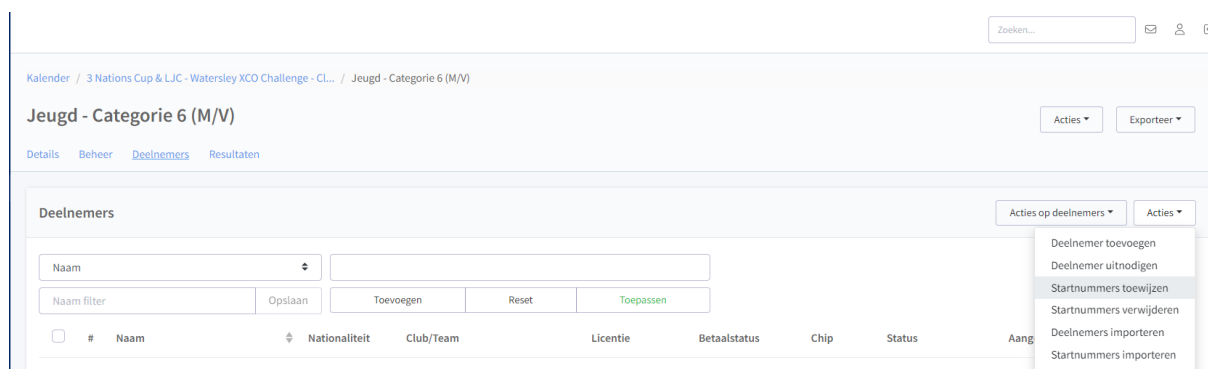 Zoeken...
Kalender / 3 Nations Cup & LJC - Watersley XCO Challenge - Cl... / Jeugd - Categorie 6 (M/V)
Jeugd - Categorie 6 (M/V)
Acties Exporteer
Details Beheer Deelnemers Resultaten
Deelnemers
Acties op deelnemers Acties
Deelnemer toevoegen
Naam
Deelnemer uitnodigen
Naam filter Opslaan Toevoegen Reset Toepassen
Startnummers toewijzen
Startnummers verwijderen
# Naam Nationaliteit Club/Team Licentie Betaalstatus Chip Status Aang
Deelnemers importeren
Startnummers importeren